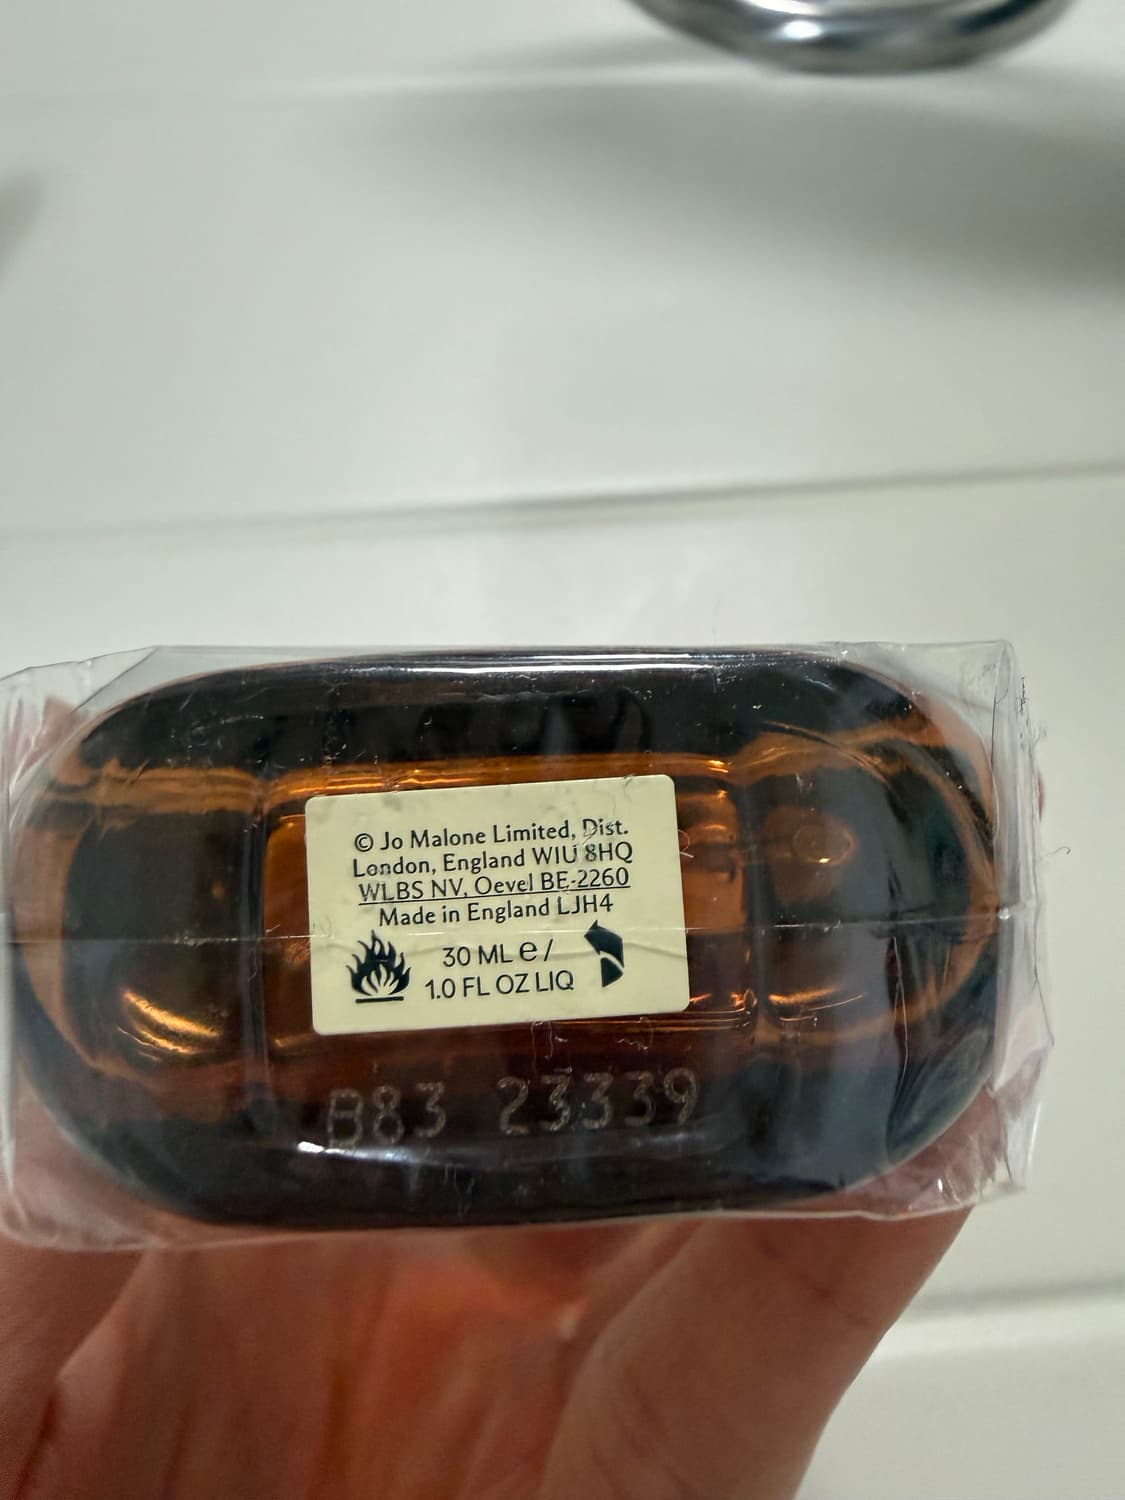 © Jo Malone Limited, Dist.
London, England W1U 8HQ
WLBS NV, Oevel BE-2260
Made in England LJH4
30 ML e /
1.0 FL OZ LIQ
B83 23339